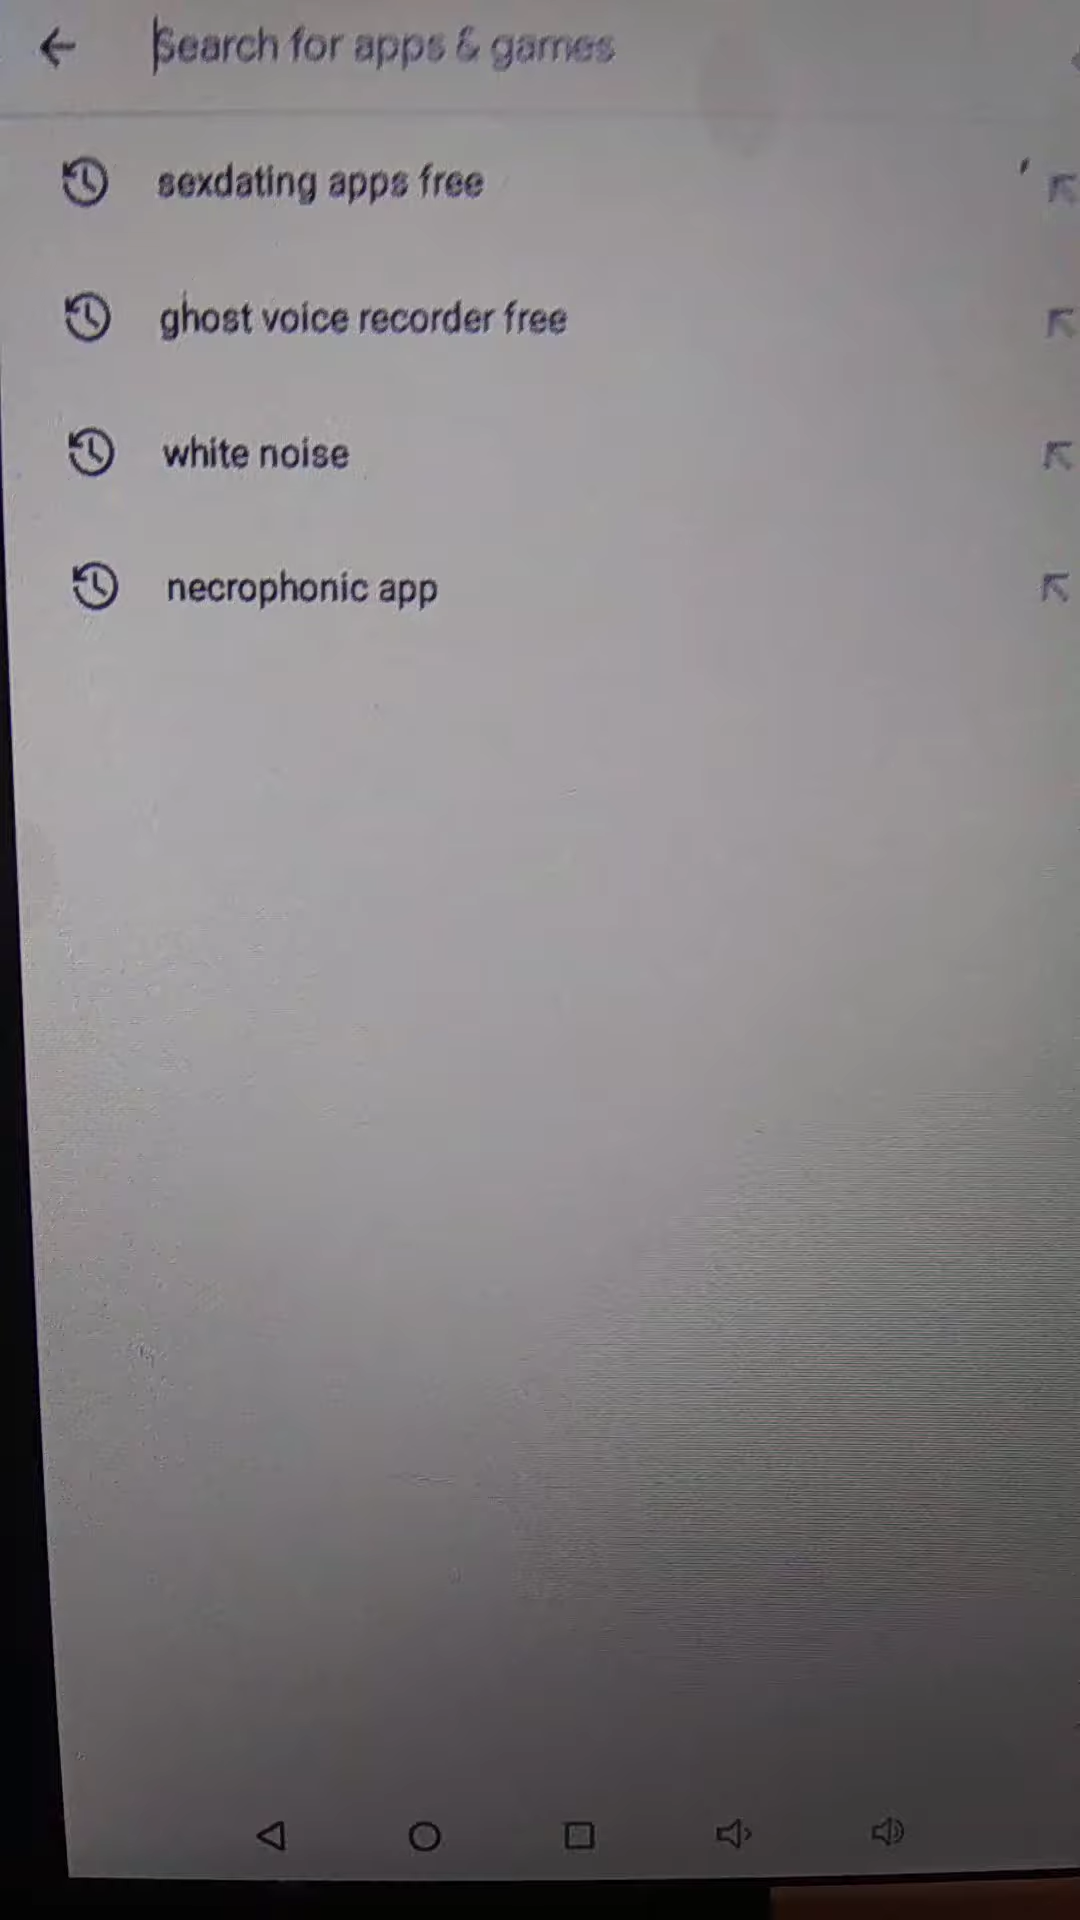 Search for apps & games
sexdating apps free
ghost voice recorder free
white noise
necrophonic app